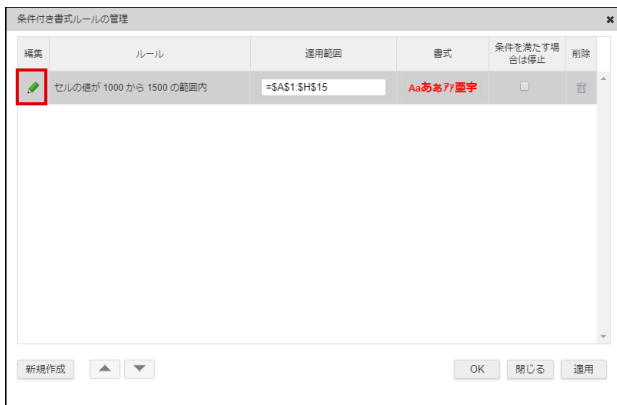 条件付き書式ルールの管理
編集 ルール 適用範囲 書式 条件を満たす場合は停止 削除
セルの値が 1000 から 1500 の範囲内 =$A$1:$H$15 Aaあぁアァ亜宇
新規作成 OK 閉じる 適用